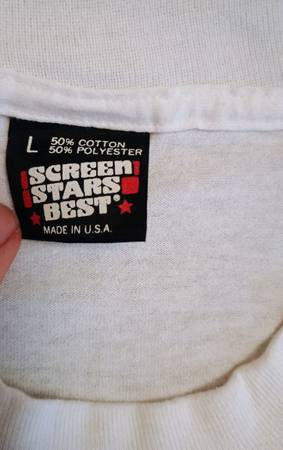 L 50% COTTON
50% POLYESTER
SCREEN
STARS
BEST®
MADE IN U.S.A.